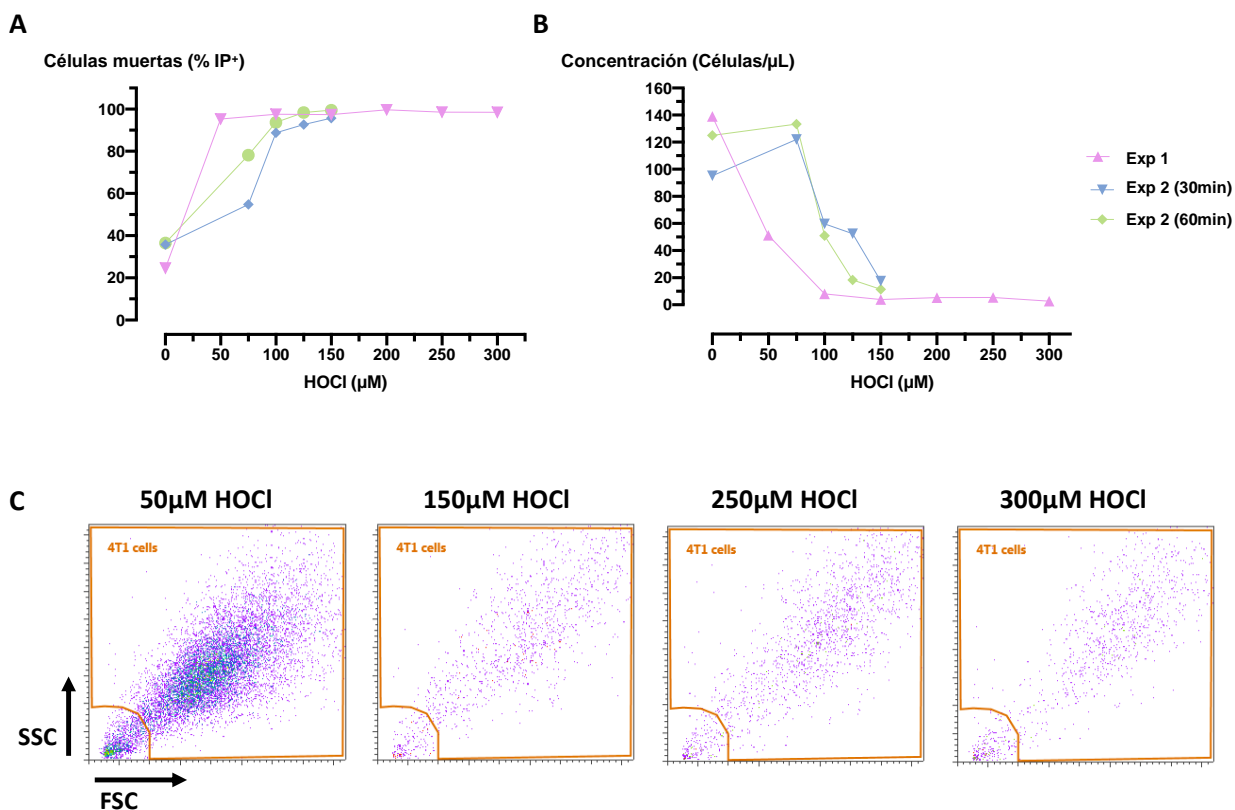 A
Células muertas (% IP+)
100
80
60
40
20
0
0 50 100 150 200 250 300
HOCl (µM)
B
Concentración (Células/µL)
160
140
120
100
80
60
40
20
0
0 50 100 150 200 250 300
HOCl (µM)
Exp 1
Exp 2 (30min)
Exp 2 (60min)
C
50µM HOCl 150µM HOCl 250µM HOCl 300µM HOCl
4T1 cells 4T1 cells 4T1 cells 4T1 cells
SSC
FSC